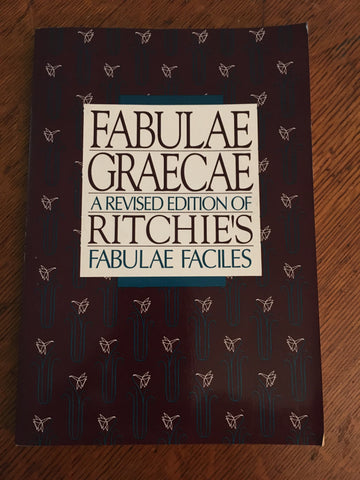 FABULAE
GRAECAE
A REVISED EDITION OF
RITCHIE'S
FABULAE FACILES